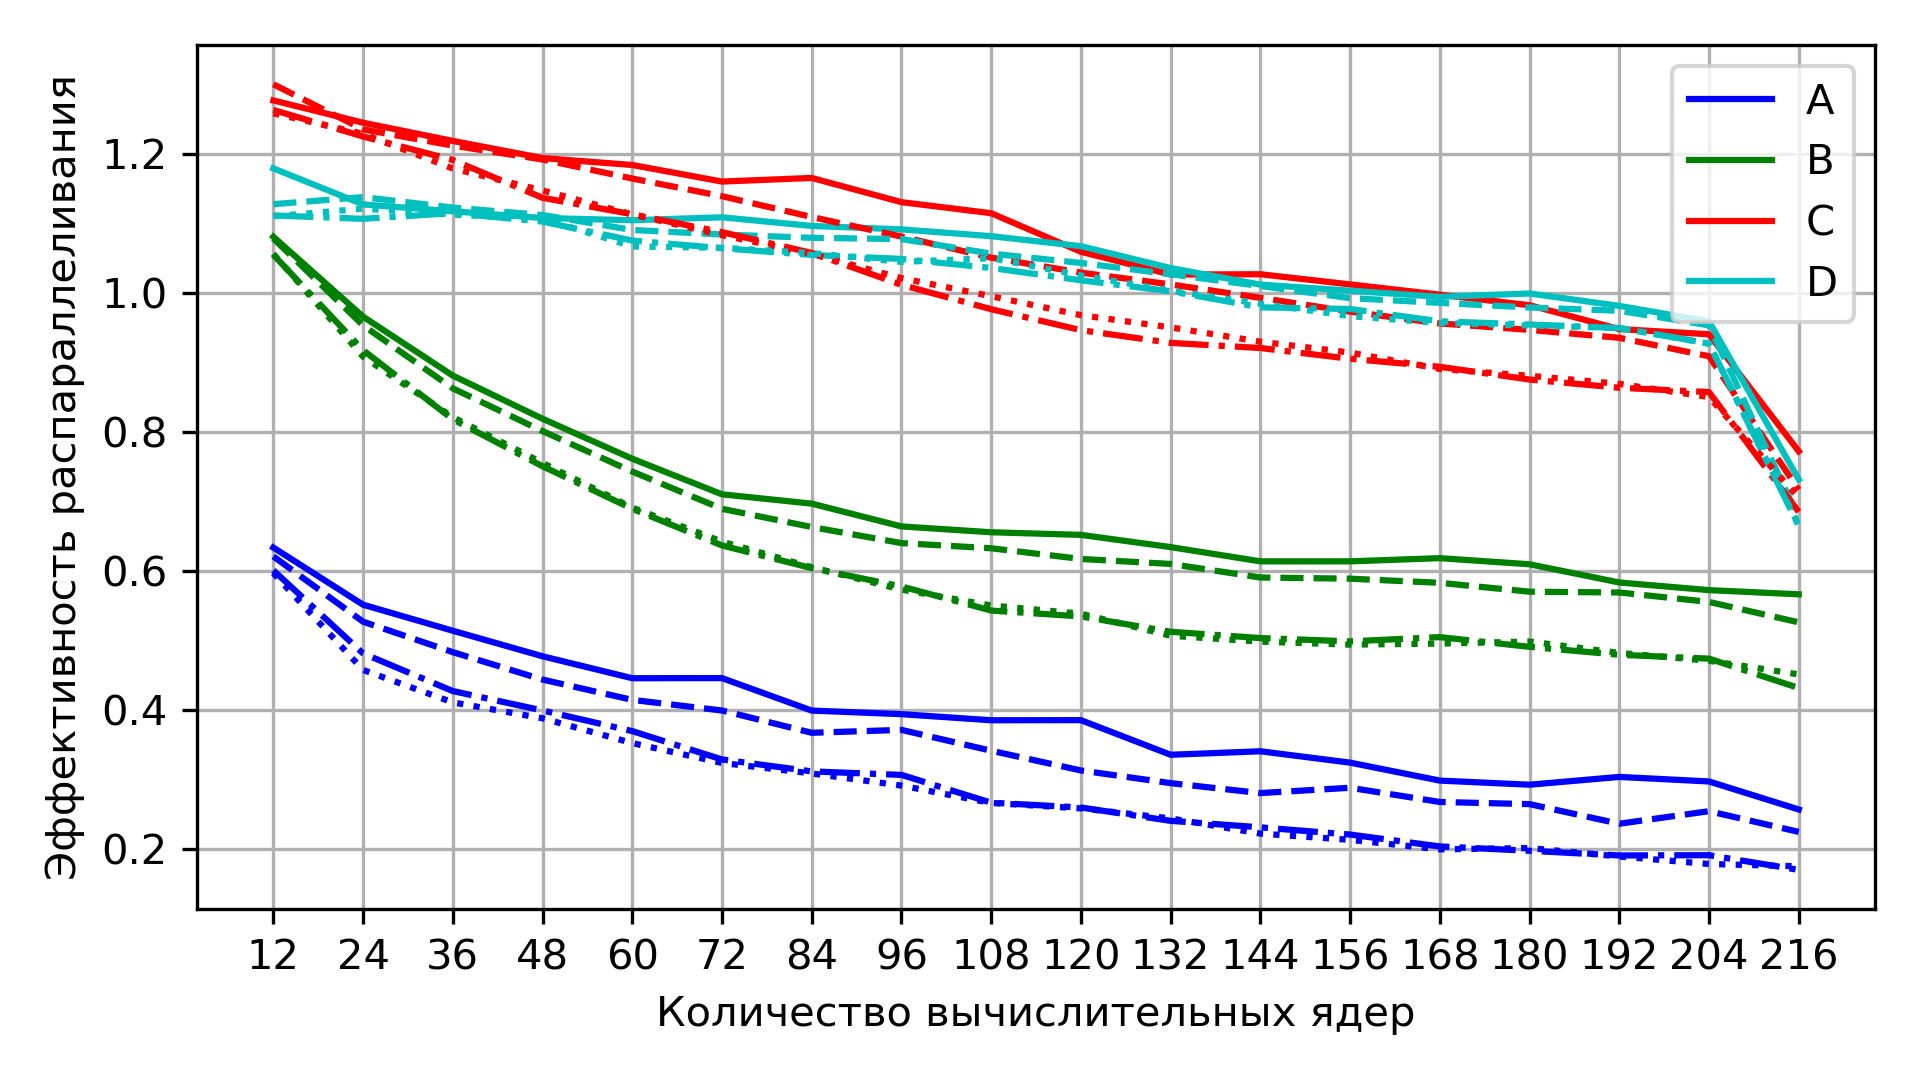 Эффективность распараллеливания
1.2
1.0
0.8
0.6
0.4
0.2
A
B
C
D
12 24 36 48 60 72 84 96 108 120 132 144 156 168 180 192 204 216
Количество вычислительных ядер